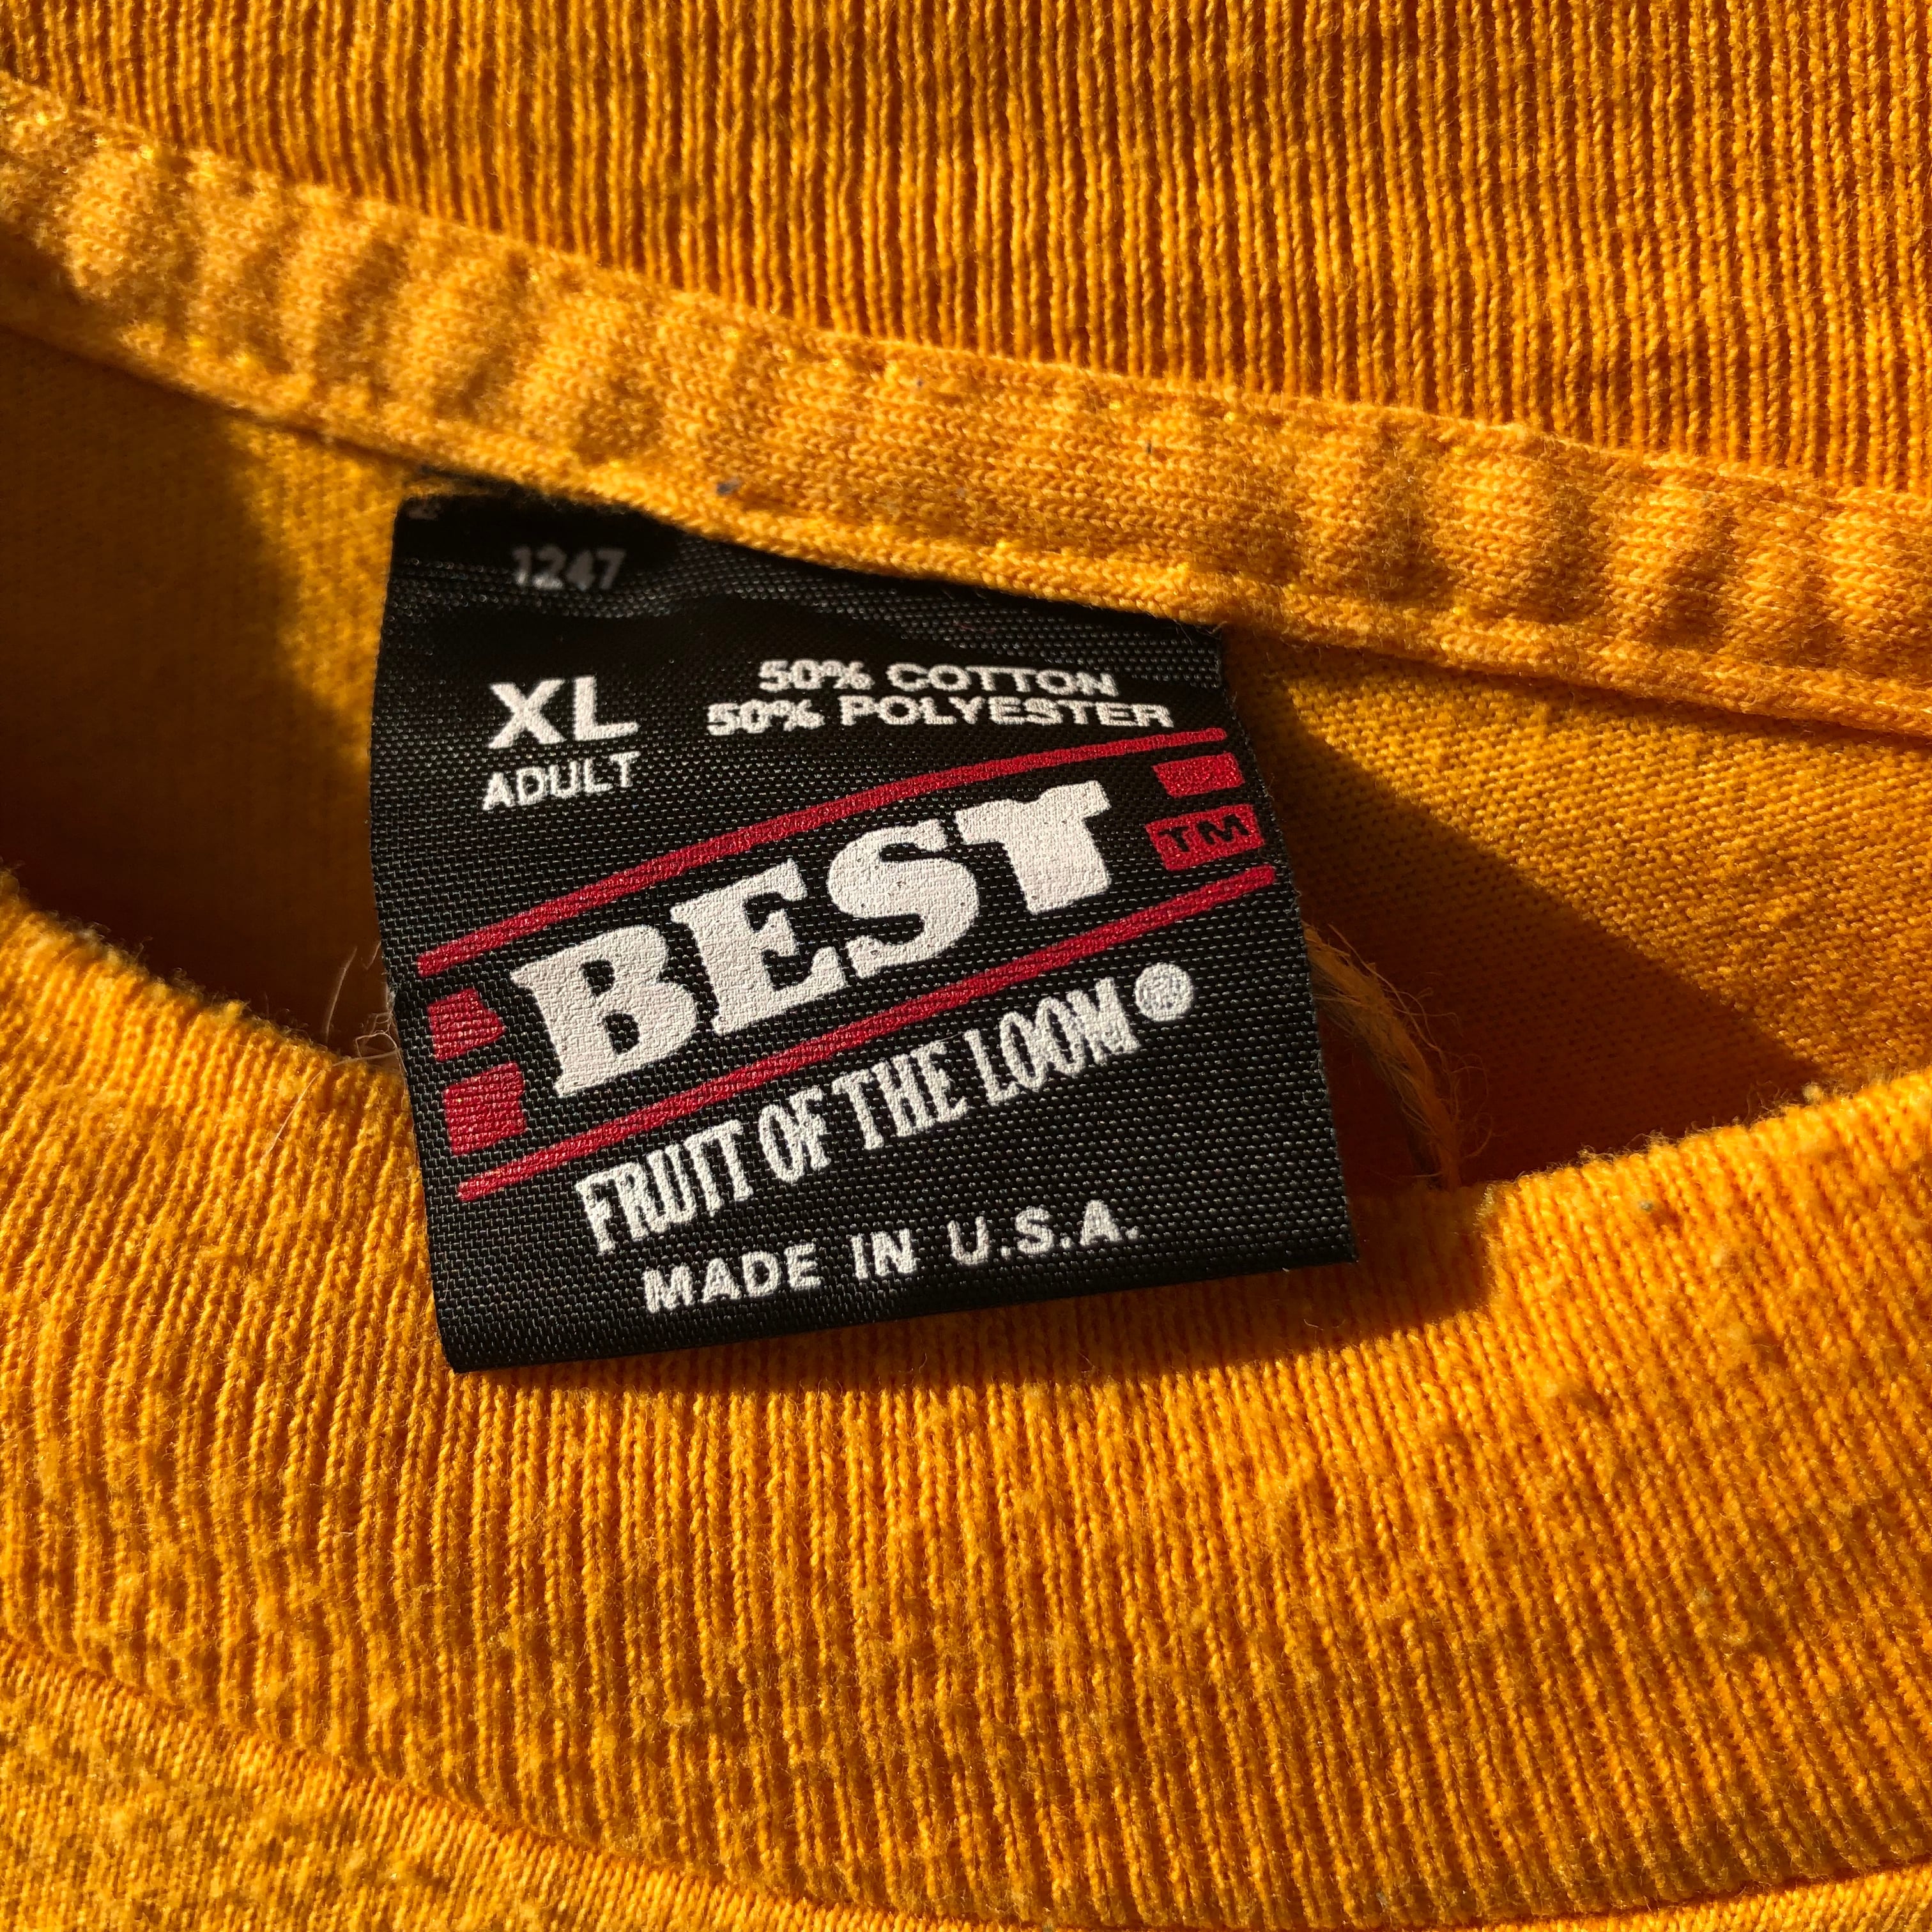 1247
XL
ADULT
50% COTTON
50% POLYESTER
BEST
TM
FRUIT OF THE LOOM®
MADE IN U.S.A.